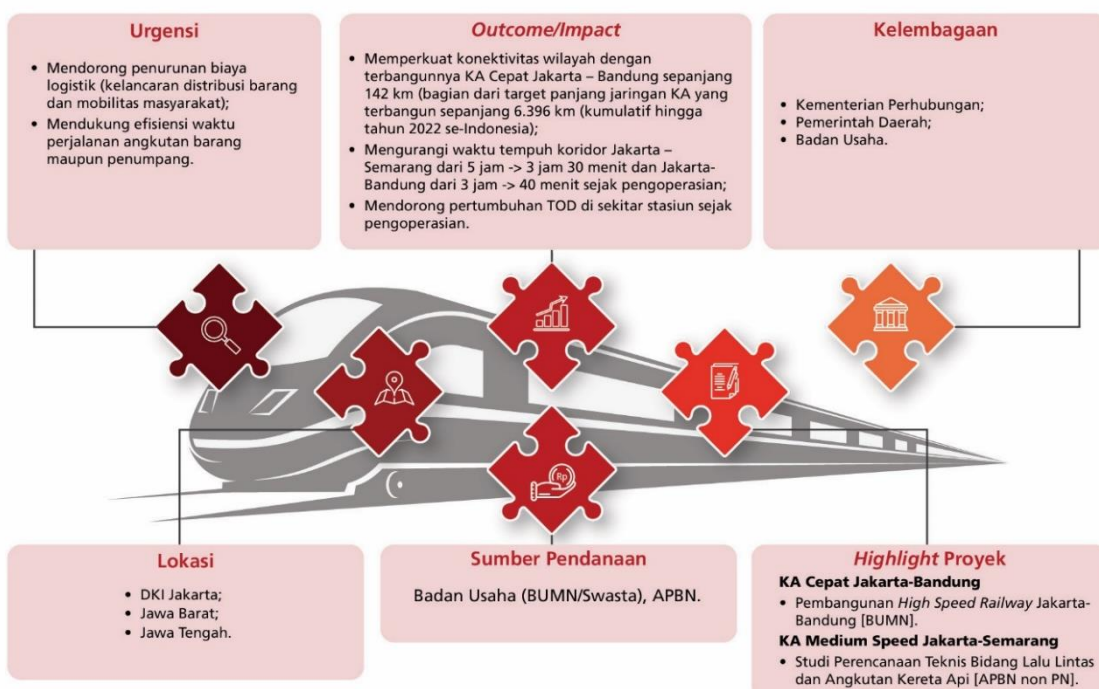 Urgensi
• Mendorong penurunan biaya
logistik (kelancaran distribusi barang
dan mobilitas masyarakat);
• Mendukung efisiensi waktu
perjalanan angkutan barang
maupun penumpang.
Outcome/Impact
• Memperkuat konektivitas wilayah dengan
terbangunnya KA Cepat Jakarta – Bandung sepanjang
142 km (bagian dari target panjang jaringan KA yang
terbangun sepanjang 6.396 km (kumulatif hingga
tahun 2022 se-Indonesia);
• Mengurangi waktu tempuh koridor Jakarta –
Semarang dari 5 jam -> 3 jam 30 menit dan Jakarta-
Bandung dari 3 jam -> 40 menit sejak pengoperasian;
• Mendorong pertumbuhan TOD di sekitar stasiun sejak
pengoperasian.
Kelembagaan
• Kementerian Perhubungan;
• Pemerintah Daerah;
• Badan Usaha.
Rp
Lokasi
• DKI Jakarta;
• Jawa Barat;
• Jawa Tengah.
Sumber Pendanaan
Badan Usaha (BUMN/Swasta), APBN.
Highlight Proyek
KA Cepat Jakarta-Bandung
• Pembangunan High Speed Railway Jakarta-
Bandung [BUMN].
KA Medium Speed Jakarta-Semarang
• Studi Perencanaan Teknis Bidang Lalu Lintas
dan Angkutan Kereta Api [APBN non PN].